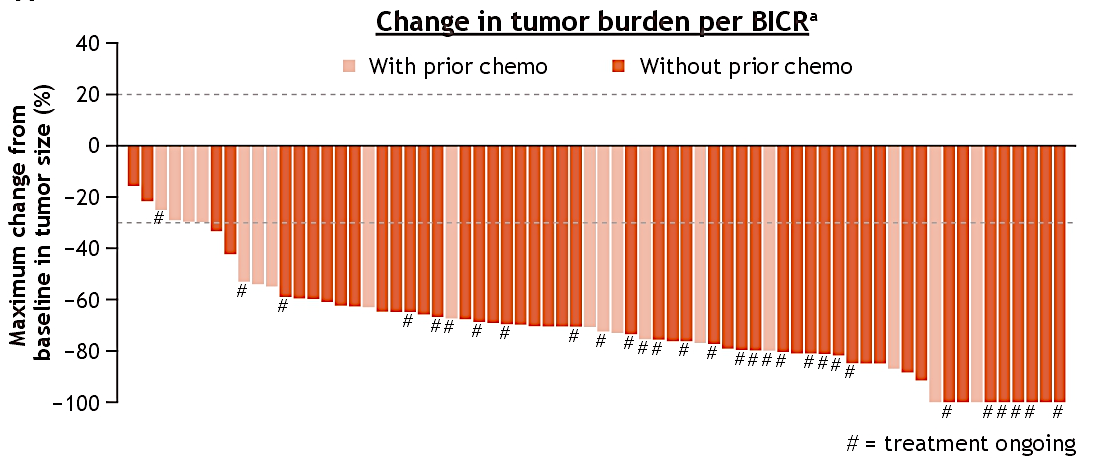 Change in tumor burden per BICRᵃ
With prior chemo
Without prior chemo
Maximum change from
baseline in tumor size (%)
40
20
0
−20
−40
−60
−80
−100
# # # # # # # # # # # # # # # # # # # # # # # # # # # # # #
# = treatment ongoing